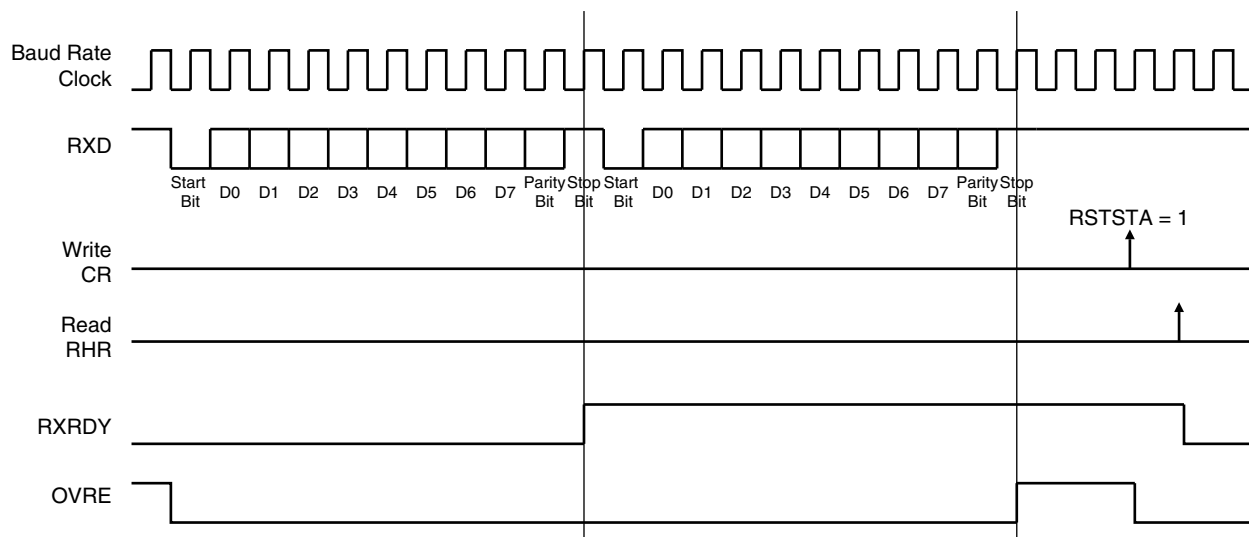 Baud Rate
Clock
RXD
Start
Bit
D0
D1
D2
D3
D4
D5
D6
D7
Parity
Bit
Stop
Bit
Start
Bit
D0
D1
D2
D3
D4
D5
D6
D7
Parity
Bit
Stop
Bit
RSTSTA = 1
Write
CR
Read
RHR
RXRDY
OVRE